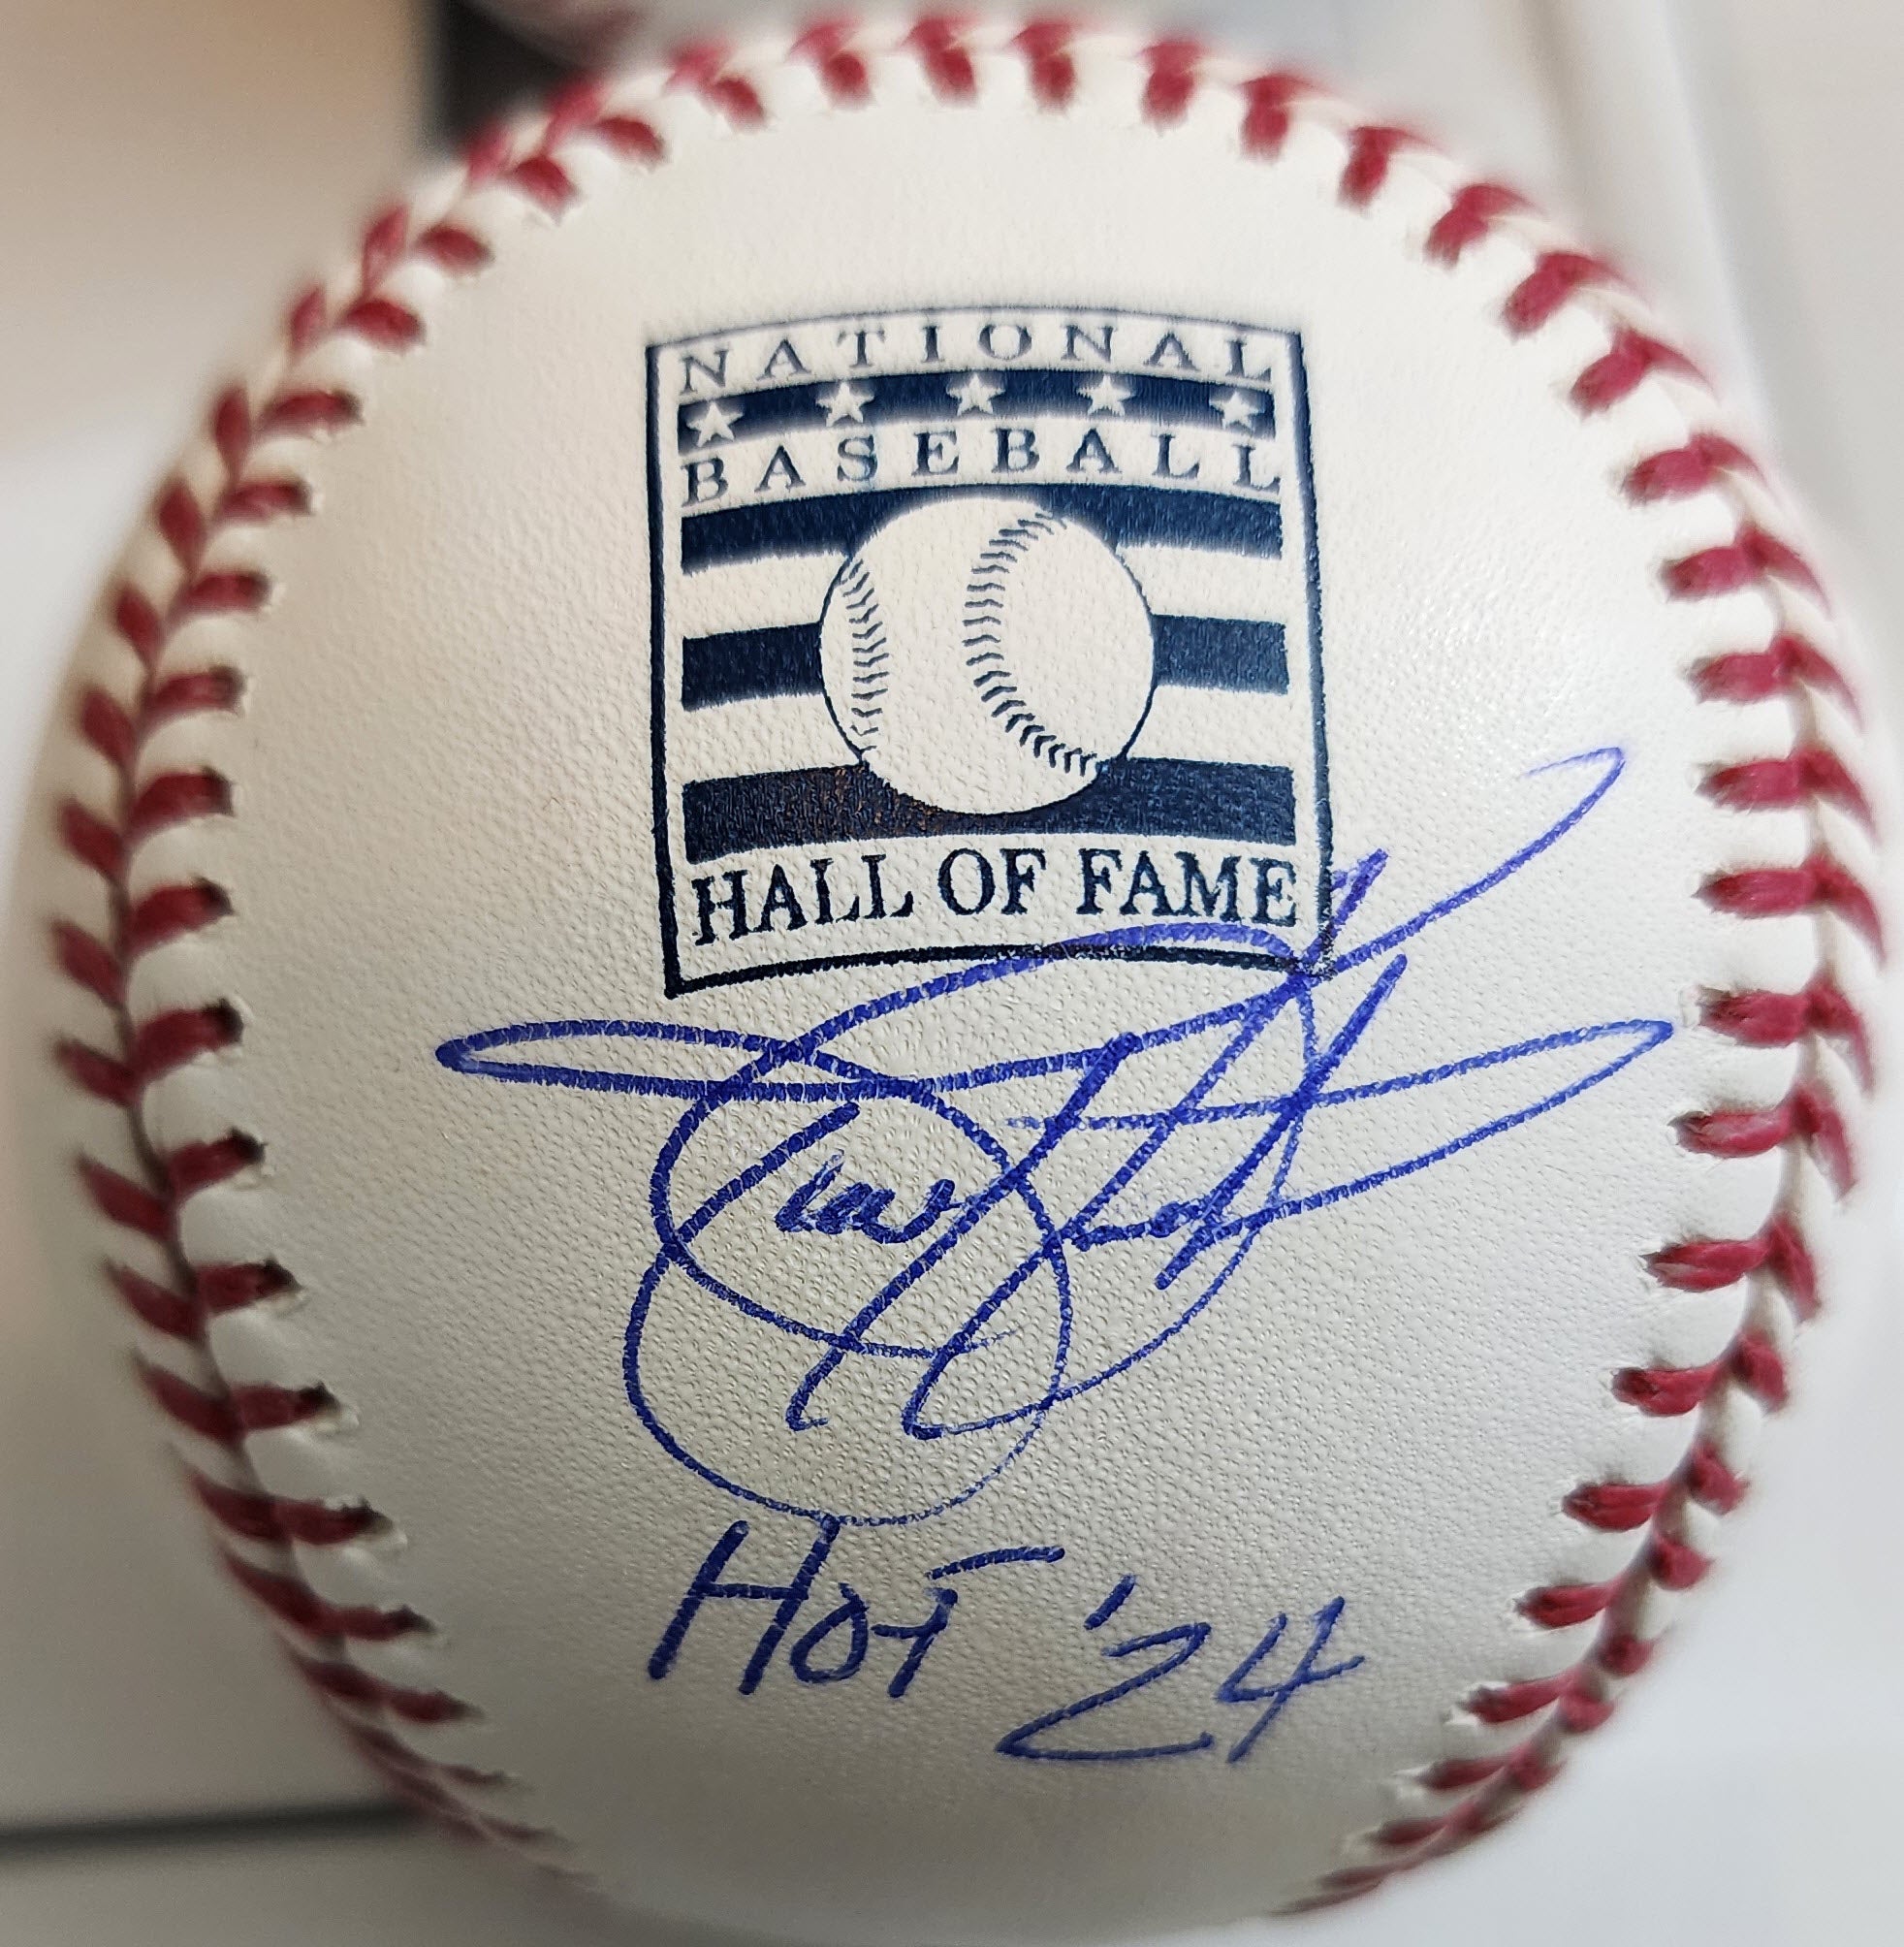 NATIONAL
BASEBALL
HALL OF FAME
HOF '24